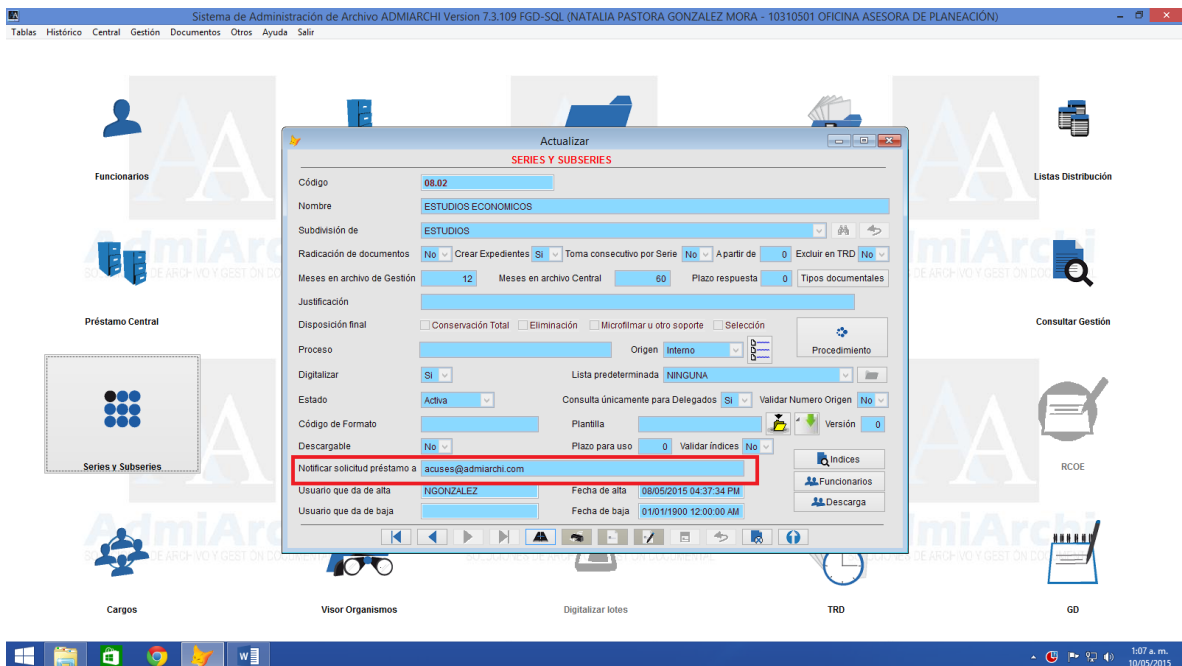 Sistema de Administración de Archivo ADMIARCHI Version 7.3.109 FGD-SQL (NATALIA PASTORA GONZALEZ MORA - 10310501 OFICINA ASESORA DE PLANEACIÓN)
Tablas Histórico Central Gestión Documentos Otros Ayuda Salir
Actualizar
SERIES Y SUBSERIES
Funcionarios
Listas Distribución
Código 08.02
Nombre ESTUDIOS ECONOMICOS
Subdivisión de ESTUDIOS
Radicación de documentos No Crear Expedientes Si Toma consecutivo por Serie No A partir de 0 Excluir en TRD No
Meses en archivo de Gestión 12 Meses en archivo Central 60 Plazo respuesta 0 Tipos documentales
Justificación
Préstamo Central
Consultar Gestión
Disposición final Conservación Total Eliminación Microfilmar u otro soporte Selección
Proceso Origen Interno Procedimiento
Digitalizar Si Lista predeterminada NINGUNA
Estado Activa Consulta únicamente para Delegados Si Validar Numero Origen No
Código de Formato Plantilla Versión 0
Descargable No Plazo para uso 0 Validar índices No
Indices
Series y Subseries
RCOE
Notificar solicitud préstamo a acuses@admiarchi.com
Funcionarios
Usuario que da de alta NGONZALEZ Fecha de alta 08/05/2015 04:37:34 PM
Descarga
Usuario que da de baja Fecha de baja 01/01/1900 12:00:00 AM
Cargos
Visor Organismos
Digitalizar lotes
TRD
GD
1:07 a. m.
10/05/2015